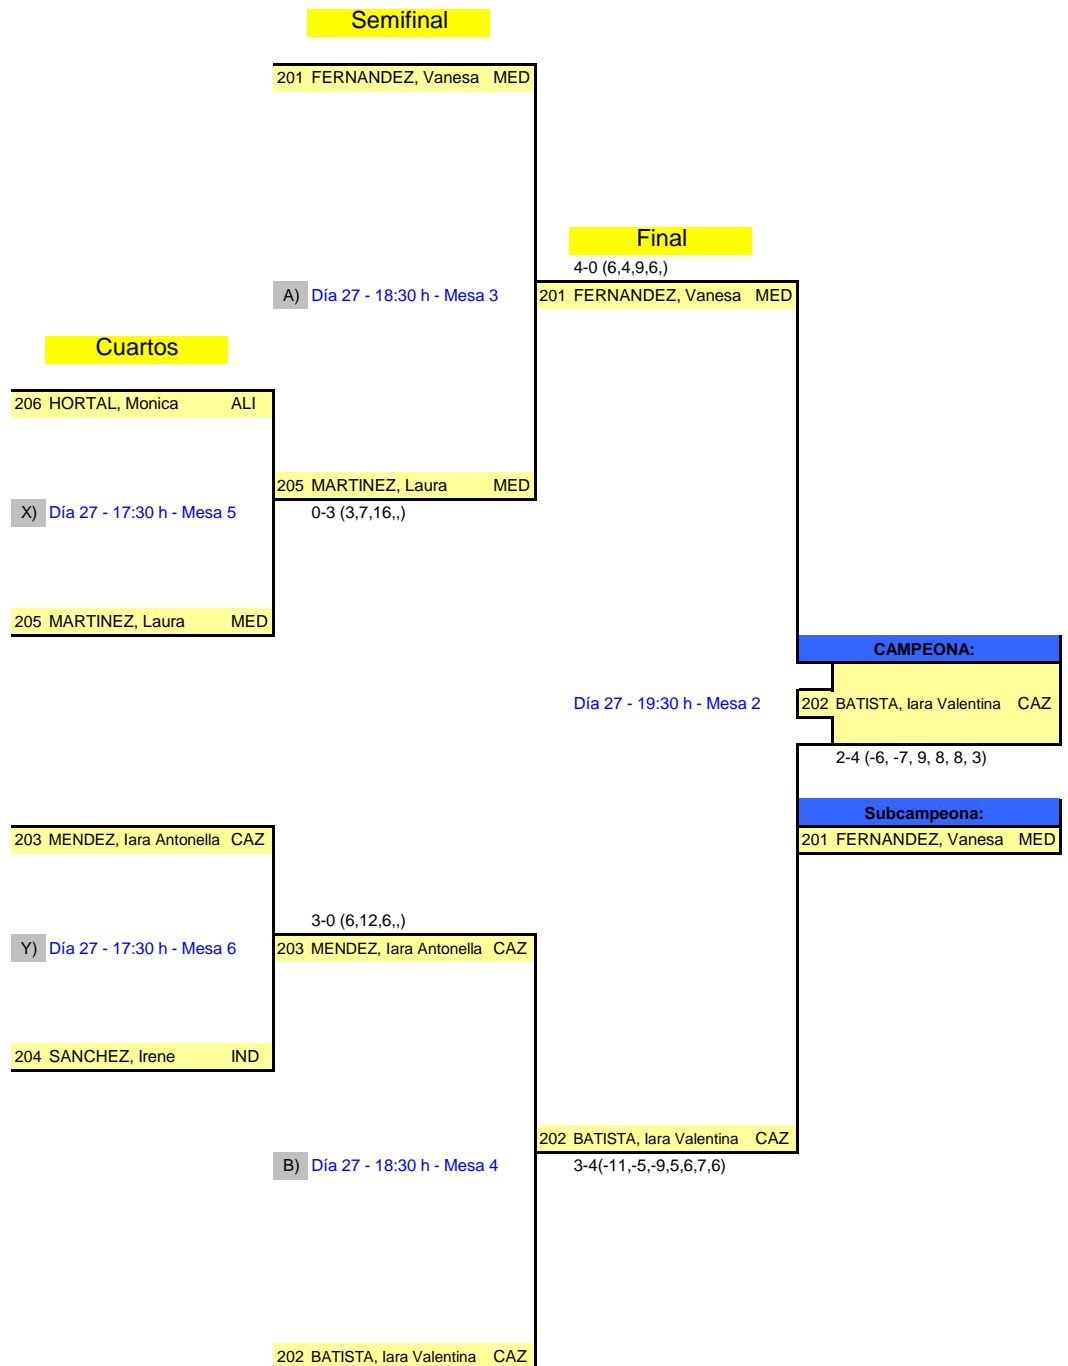 Semifinal
201 FERNANDEZ, Vanesa MED
Final
4-0 (6,4,9,6,)
A) Día 27 - 18:30 h - Mesa 3
201 FERNANDEZ, Vanesa MED
Cuartos
206 HORTAL, Monica ALI
205 MARTINEZ, Laura MED
X) Día 27 - 17:30 h - Mesa 5
0-3 (3,7,16,,)
205 MARTINEZ, Laura MED
CAMPEONA:
Día 27 - 19:30 h - Mesa 2
202 BATISTA, Iara Valentina CAZ
2-4 (-6, -7, 9, 8, 8, 3)
Subcampeona:
203 MENDEZ, Iara Antonella CAZ
201 FERNANDEZ, Vanesa MED
3-0 (6,12,6,,)
Y) Día 27 - 17:30 h - Mesa 6
203 MENDEZ, Iara Antonella CAZ
204 SANCHEZ, Irene IND
202 BATISTA, Iara Valentina CAZ
B) Día 27 - 18:30 h - Mesa 4
3-4(-11,-5,-9,5,6,7,6)
202 BATISTA, Iara Valentina CAZ